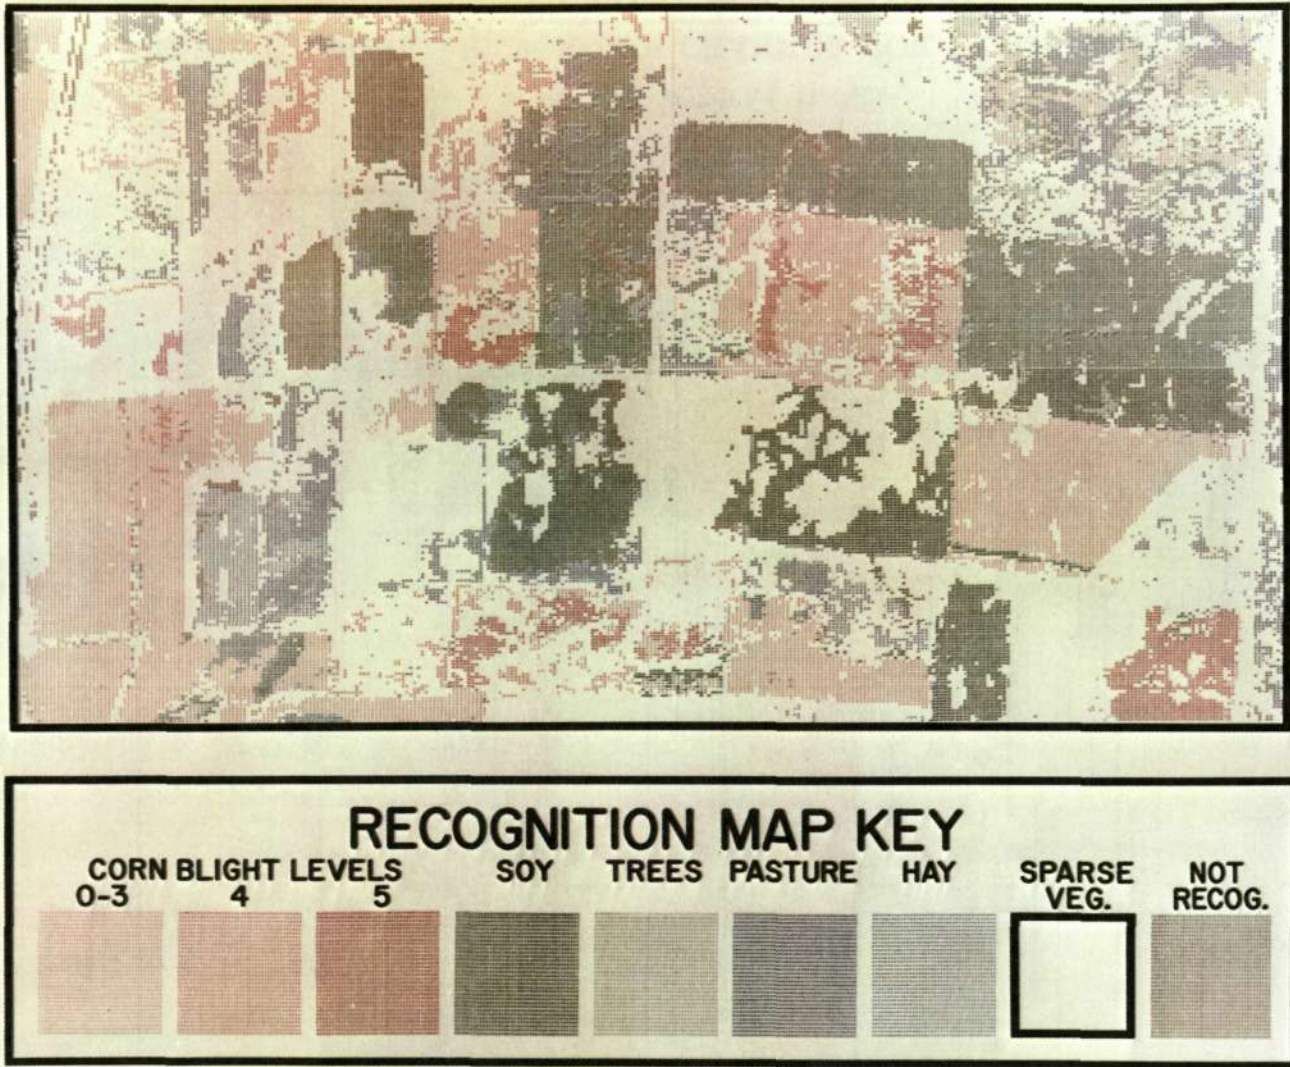 RECOGNITION MAP KEY
CORN BLIGHT LEVELS SOY TREES PASTURE HAY SPARSE VEG. NOT RECOG.
0-3 4 5